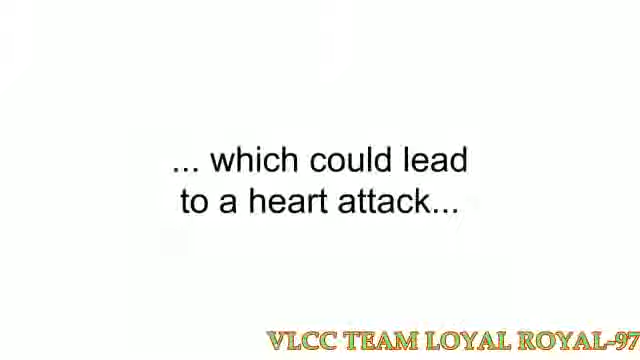 ... which could lead
to a heart attack...
VLCC TEAM LOYAL ROYAL-97